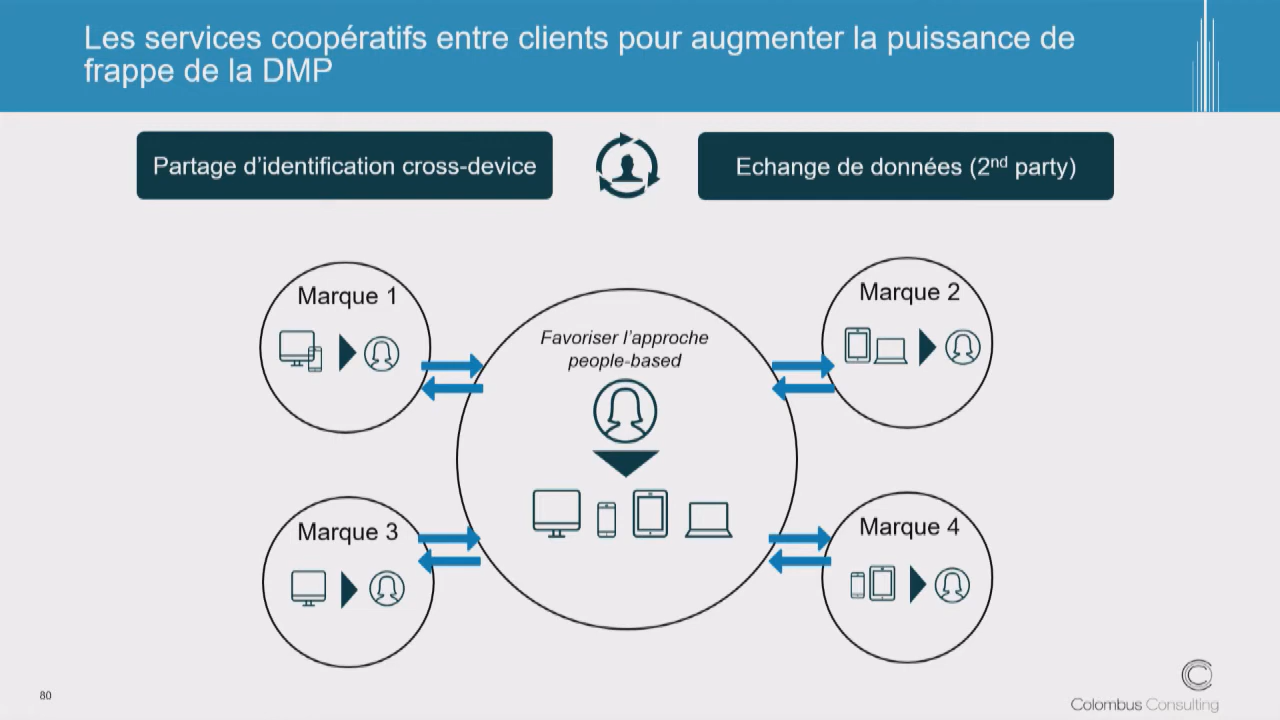 Les services coopératifs entre clients pour augmenter la puissance de
frappe de la DMP
Partage d’identification cross-device
Echange de données (2nd party)
Marque 1
Marque 2
Favoriser l’approche
people-based
Marque 3
Marque 4
80
Colombus Consulting